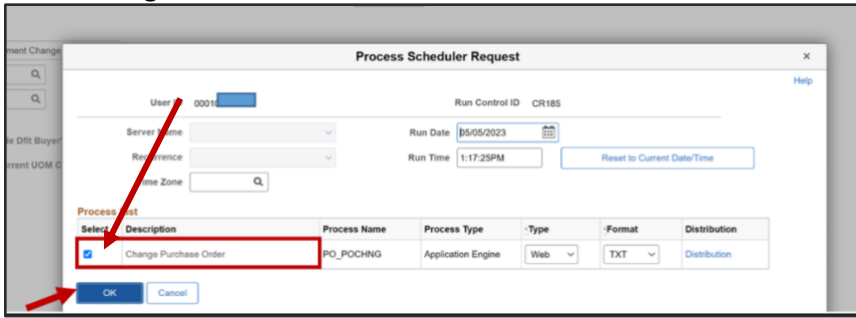 ment Change
Process Scheduler Request
×
Help
User 00010
Run Control ID CR185
le Dflt Buyer'
Server Name
Run Date 05/05/2023
urrent UOM C
Recurrence
Run Time 1:17:25PM
Reset to Current Date/Time
Time Zone
Process List
Select Description Process Name Process Type *Type *Format Distribution
Change Purchase Order PO_POCHNG Application Engine Web TXT Distribution
OK Cancel